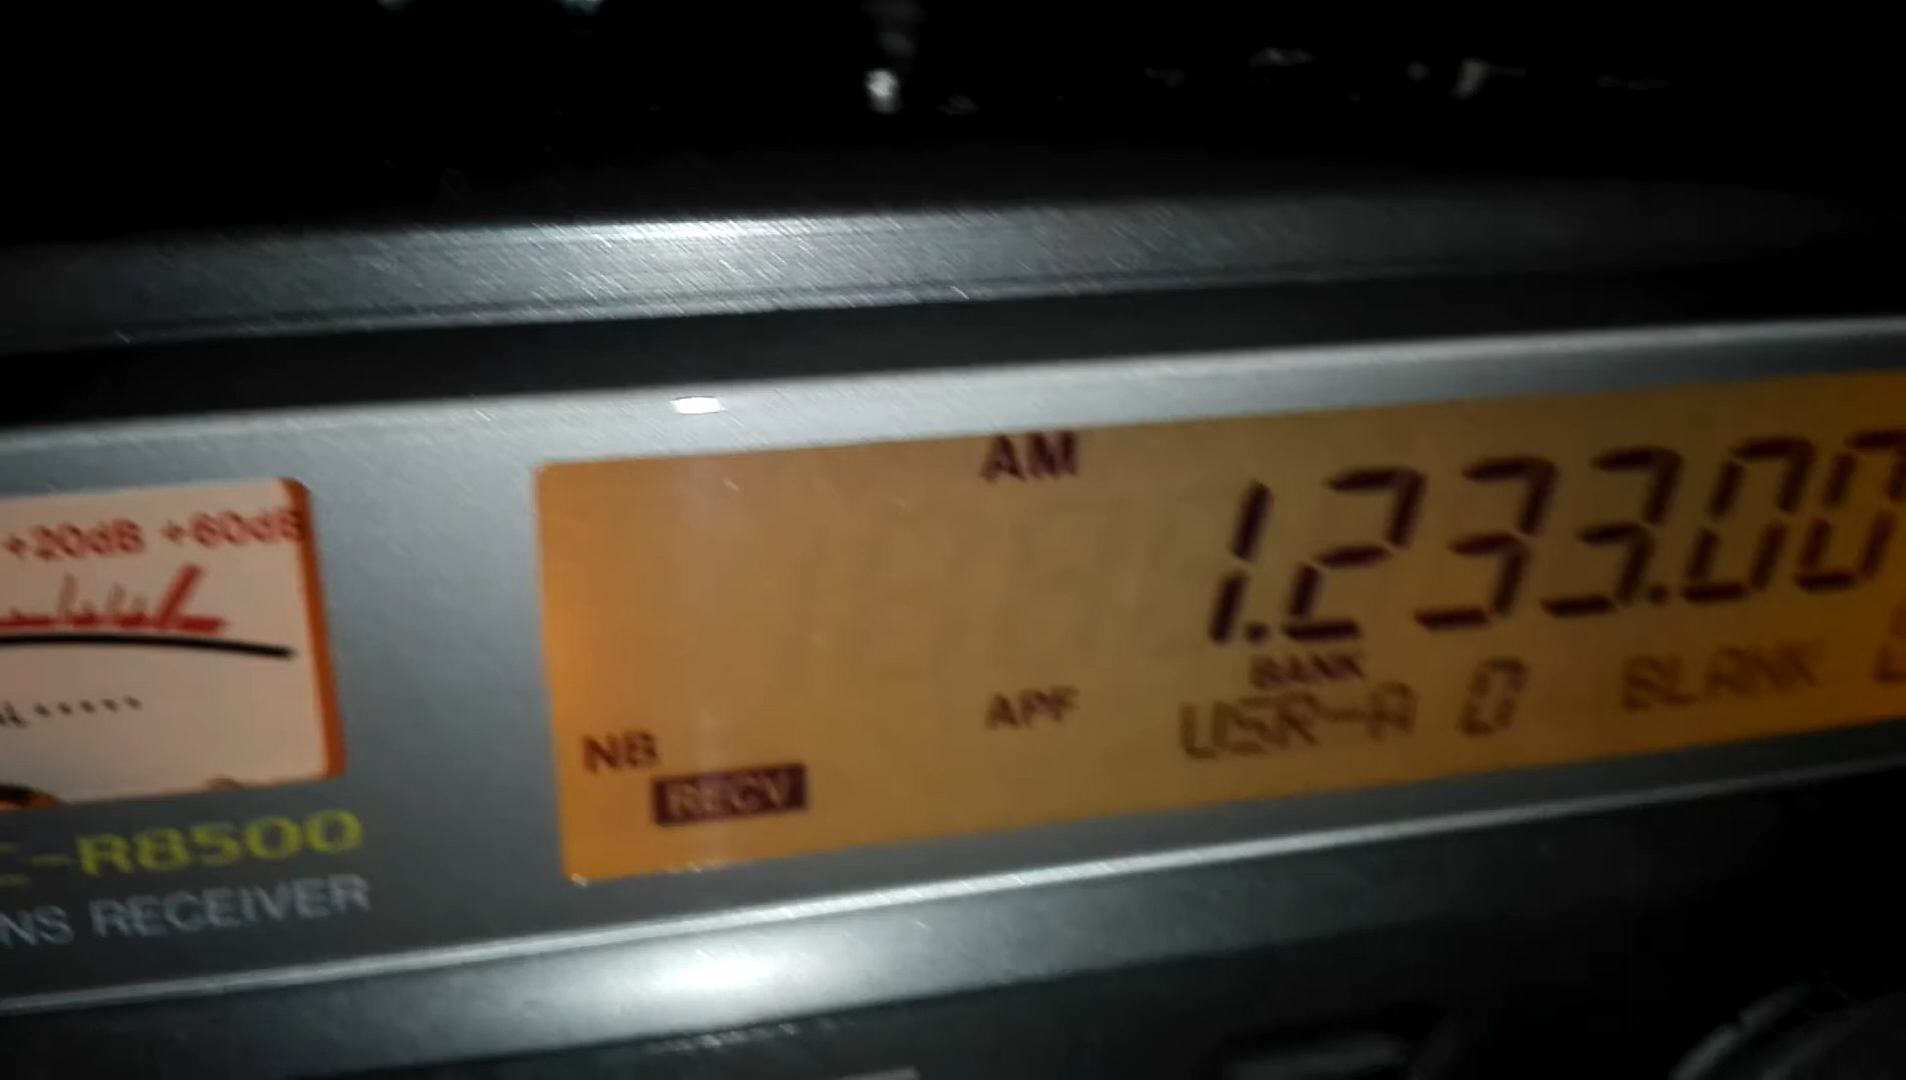 +20dB +60dB
AM
1.233.00
BANK
APF
USR-A 0 BLANK
NB
RECV
C-R8500
NS RECEIVER